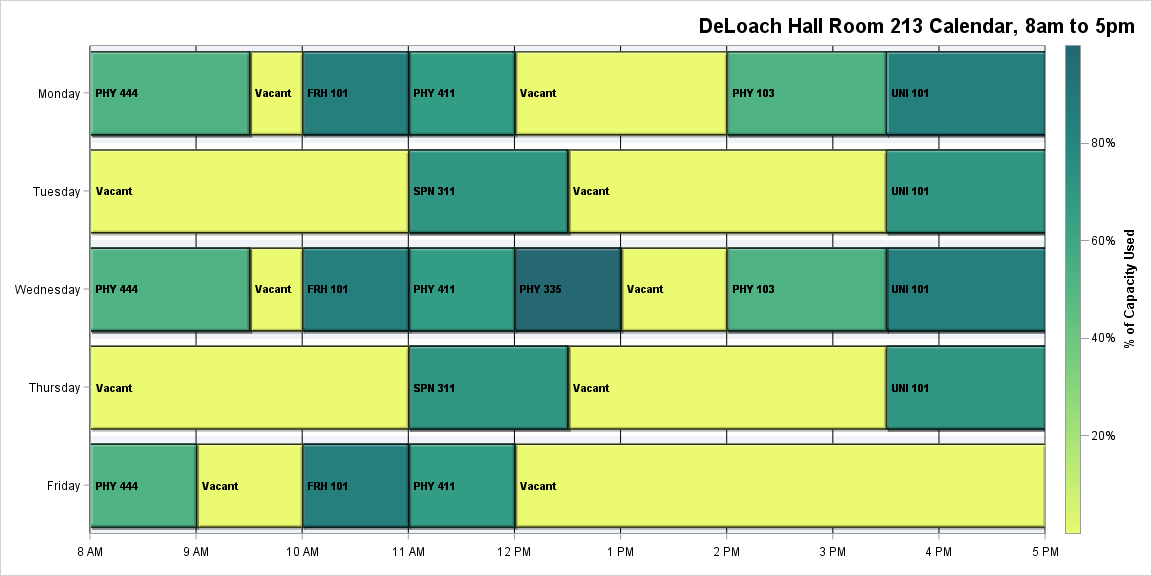 DeLoach Hall Room 213 Calendar, 8am to 5pm
Monday PHY 444 Vacant FRH 101 PHY 411 Vacant PHY 103 UNI 101
Tuesday Vacant SPN 311 Vacant UNI 101
Wednesday PHY 444 Vacant FRH 101 PHY 411 PHY 335 Vacant PHY 103 UNI 101
Thursday Vacant SPN 311 Vacant UNI 101
Friday PHY 444 Vacant FRH 101 PHY 411 Vacant
8 AM 9 AM 10 AM 11 AM 12 PM 1 PM 2 PM 3 PM 4 PM 5 PM
80%
60%
40%
20%
% of Capacity Used